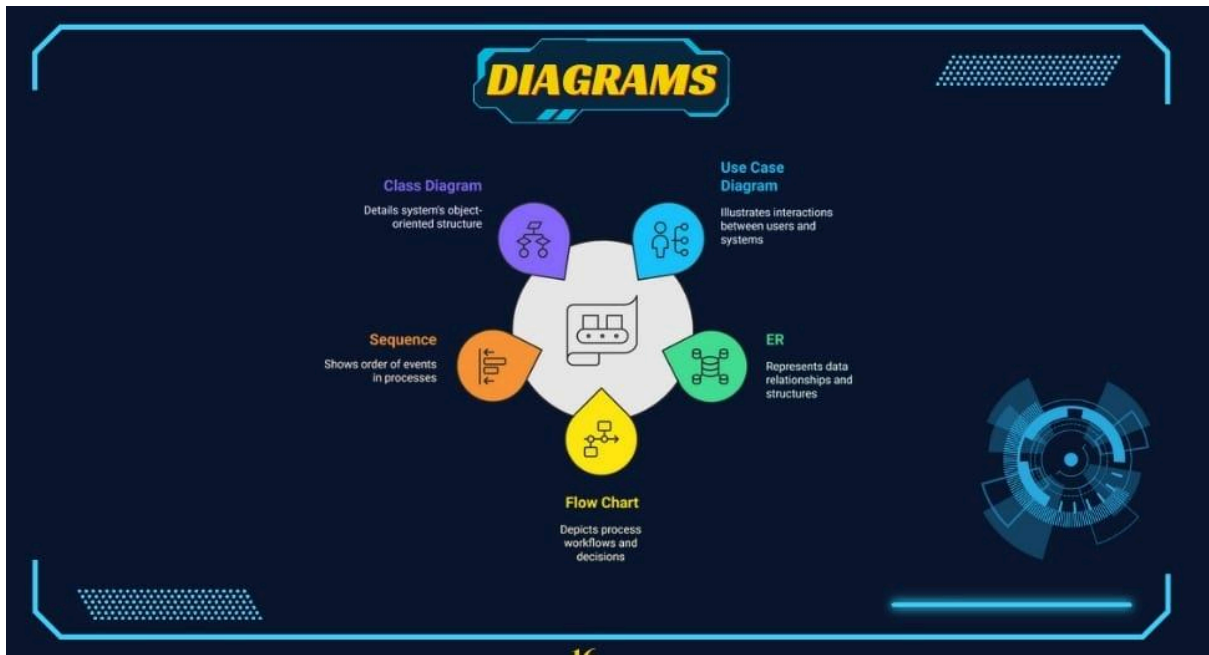 DIAGRAMS
Class Diagram
Details system's object-
oriented structure
Use Case
Diagram
Illustrates interactions
between users and
systems
Sequence
Shows order of events
in processes
ER
Represents data
relationships and
structures
Flow Chart
Depicts process
workflows and
decisions